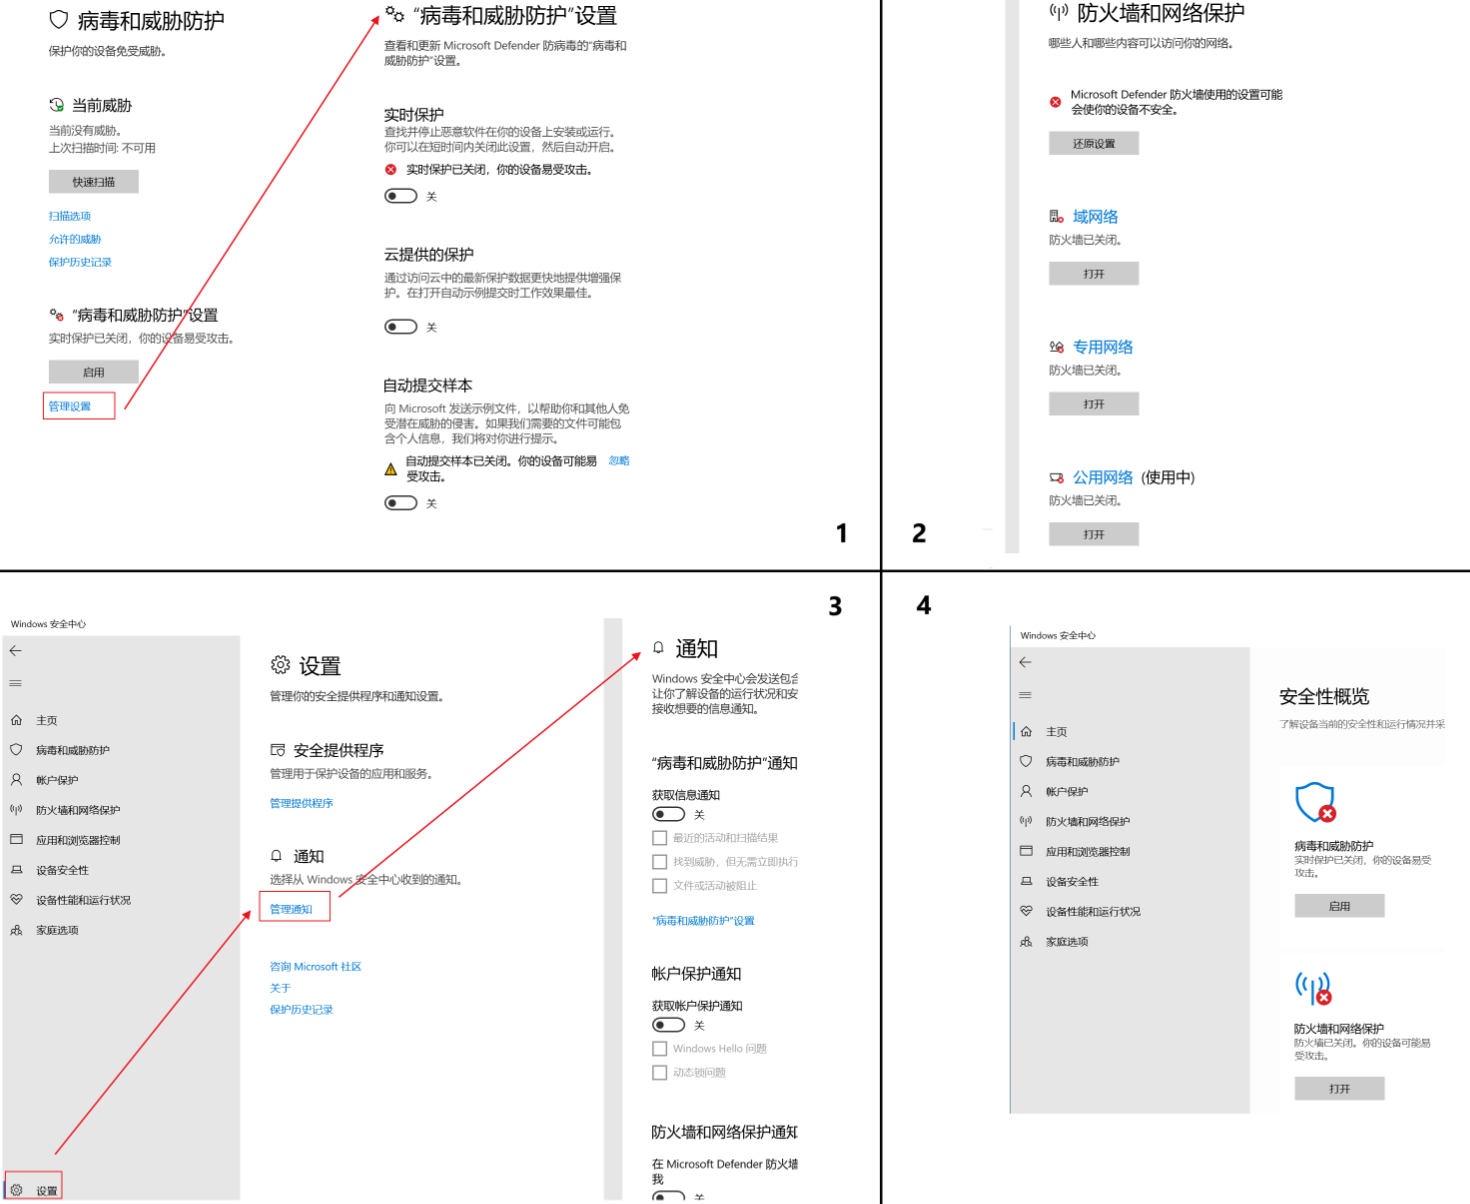 病毒和威胁防护
保护你的设备免受威胁。
当前威胁
当前没有威胁。
上次扫描时间: 不可用
快速扫描
扫描选项
允许的威胁
保护历史记录
“病毒和威胁防护”设置
实时保护已关闭，你的设备易受攻击。
启用
管理设置
“病毒和威胁防护”设置
查看和更新 Microsoft Defender 防病毒的“病毒和
威胁防护”设置。
实时保护
查找并停止恶意软件在你的设备上安装或运行。
你可以在短时间内关闭此设置，然后自动开启。
实时保护已关闭，你的设备易受攻击。
关
云提供的保护
通过访问云中的最新保护数据更快地提供增强保
护。在打开自动示例提交时工作效果最佳。
关
自动提交样本
向 Microsoft 发送示例文件，以帮助你和其他人免
受潜在威胁的侵害。如果我们需要的文件可能包
含个人信息，我们将对你进行提示。
自动提交样本已关闭。你的设备可能易 忽略
受攻击。
关
1
防火墙和网络保护
哪些人和哪些内容可以访问你的网络。
Microsoft Defender 防火墙使用的设置可能
会使你的设备不安全。
还原设置
域网络
防火墙已关闭。
打开
专用网络
防火墙已关闭。
打开
公用网络 (使用中)
防火墙已关闭。
打开
2
3
Windows 安全中心
主页
病毒和威胁防护
帐户保护
防火墙和网络保护
应用和浏览器控制
设备安全性
设备性能和运行状况
家庭选项
设置
设置
管理你的安全提供程序和通知设置。
安全提供程序
管理用于保护设备的应用和服务。
管理提供程序
通知
选择从 Windows 安全中心收到的通知。
管理通知
咨询 Microsoft 社区
关于
保护历史记录
通知
Windows 安全中心会发送包含
让你了解设备的运行状况和安
接收想要的信息通知。
“病毒和威胁防护”通知
获取信息通知
关
最近的活动和扫描结果
找到威胁，但无需立即执行
文件或活动被阻止
“病毒和威胁防护”设置
帐户保护通知
获取帐户保护通知
关
Windows Hello 问题
动态锁问题
防火墙和网络保护通知
在 Microsoft Defender 防火墙
我
关
4
Windows 安全中心
主页
病毒和威胁防护
帐户保护
防火墙和网络保护
应用和浏览器控制
设备安全性
设备性能和运行状况
家庭选项
安全性概览
了解设备当前的安全性和运行情况并采
病毒和威胁防护
实时保护已关闭，你的设备易受
攻击。
启用
防火墙和网络保护
防火墙已关闭。你的设备可能易
受攻击。
打开